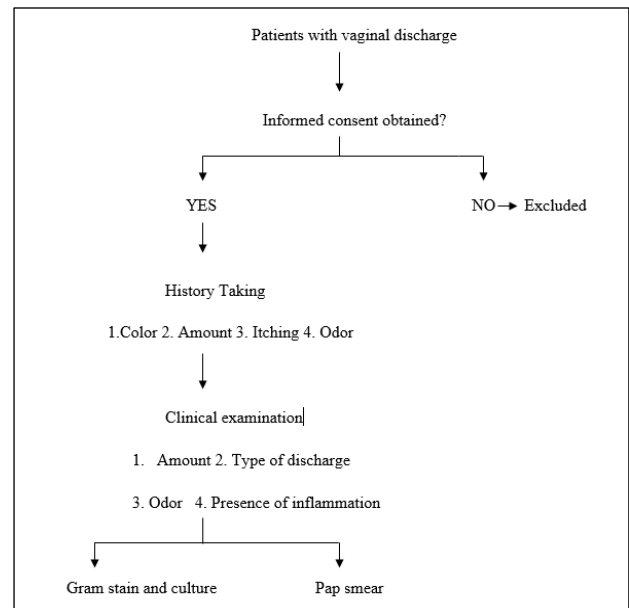 Patients with vaginal discharge
Informed consent obtained?
YES
NO → Excluded
History Taking
1.Color 2. Amount 3. Itching 4. Odor
Clinical examination
1. Amount 2. Type of discharge
3. Odor 4. Presence of inflammation
Gram stain and culture
Pap smear